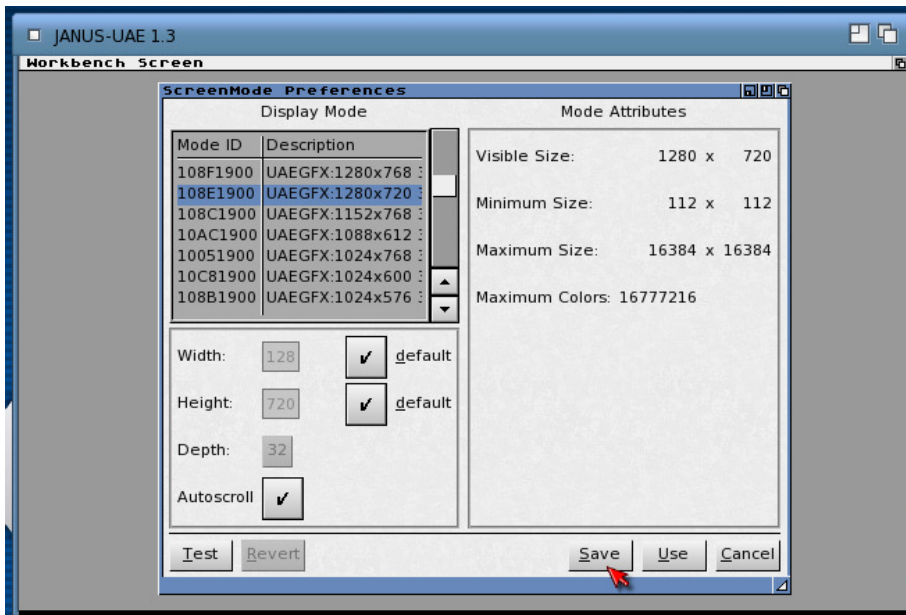 JANUS-UAE 1.3
Workbench Screen
ScreenMode Preferences
Display Mode
Mode ID Description
108F1900 UAEGFX:1280x768
108E1900 UAEGFX:1280x720
108C1900 UAEGFX:1152x768
10AC1900 UAEGFX:1088x612
10051900 UAEGFX:1024x768
10C81900 UAEGFX:1024x600
108B1900 UAEGFX:1024x576
Width: 128 default
Height: 720 default
Depth: 32
Autoscroll
Mode Attributes
Visible Size: 1280 x 720
Minimum Size: 112 x 112
Maximum Size: 16384 x 16384
Maximum Colors: 16777216
Test Revert Save Use Cancel